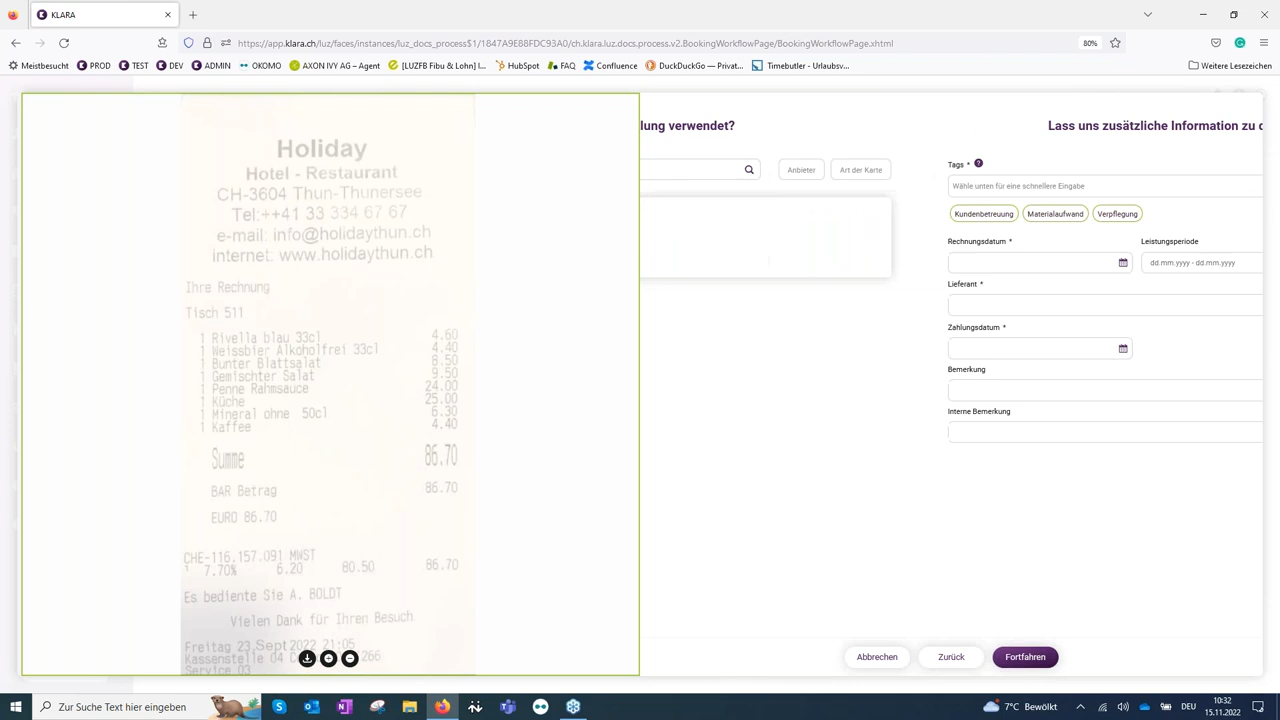 KLARA
https://app.klara.ch/luz/faces/instances/luz_docs_process$1/1847A9E88FDC93A0/ch.klara.luz.docs.process.v2.BookingWorkflowPage/BookingWorkflowPage.xhtml
80%
Meistbesucht PROD TEST DEV ADMIN OKOMO AXON IVY AG – Agent [LUZFB Fibu & Lohn] I... HubSpot FAQ Confluence DuckDuckGo — Privat... Timebutler - Urlaubsv... Weitere Lesezeichen
Holiday
Hotel - Restaurant
CH-3604 Thun-Thunersee
Tel:++41 33 334 67 67
e-mail: info@holidaythun.ch
internet: www.holidaythun.ch
Ihre Rechnung
Tisch 511
1 Rivella blau 33cl 4.60
1 Weissbier Alkoholfrei 33cl 4.40
1 Bunter Blattsalat 8.50
1 Gemischter Salat 9.50
1 Penne Rahmsauce 24.00
1 Küche 25.00
1 Mineral ohne 50cl 6.30
1 Kaffee 4.40
Summe 86.70
BAR Betrag 86.70
EURO 86.70
CHE-116.157.091 MWST
7.70% 6.20 80.50 86.70
Es bediente Sie A. BOLDT
Vielen Dank für Ihren Besuch
Freitag 23 Sept 2022 21:05
Kassenstelle 04 266
Service 03
lung verwendet?
Anbieter
Art der Karte
Lass uns zusätzliche Information zu d
Tags *
Wähle unten für eine schnellere Eingabe
Kundenbetreuung Materialaufwand Verpflegung
Rechnungsdatum * Leistungsperiode
dd.mm.yyyy - dd.mm.yyyy
Lieferant *
Zahlungsdatum *
Bemerkung
Interne Bemerkung
Abbrechen Zurück Fortfahren
Zur Suche Text hier eingeben
7°C Bewölkt
DEU
10:32
15.11.2022